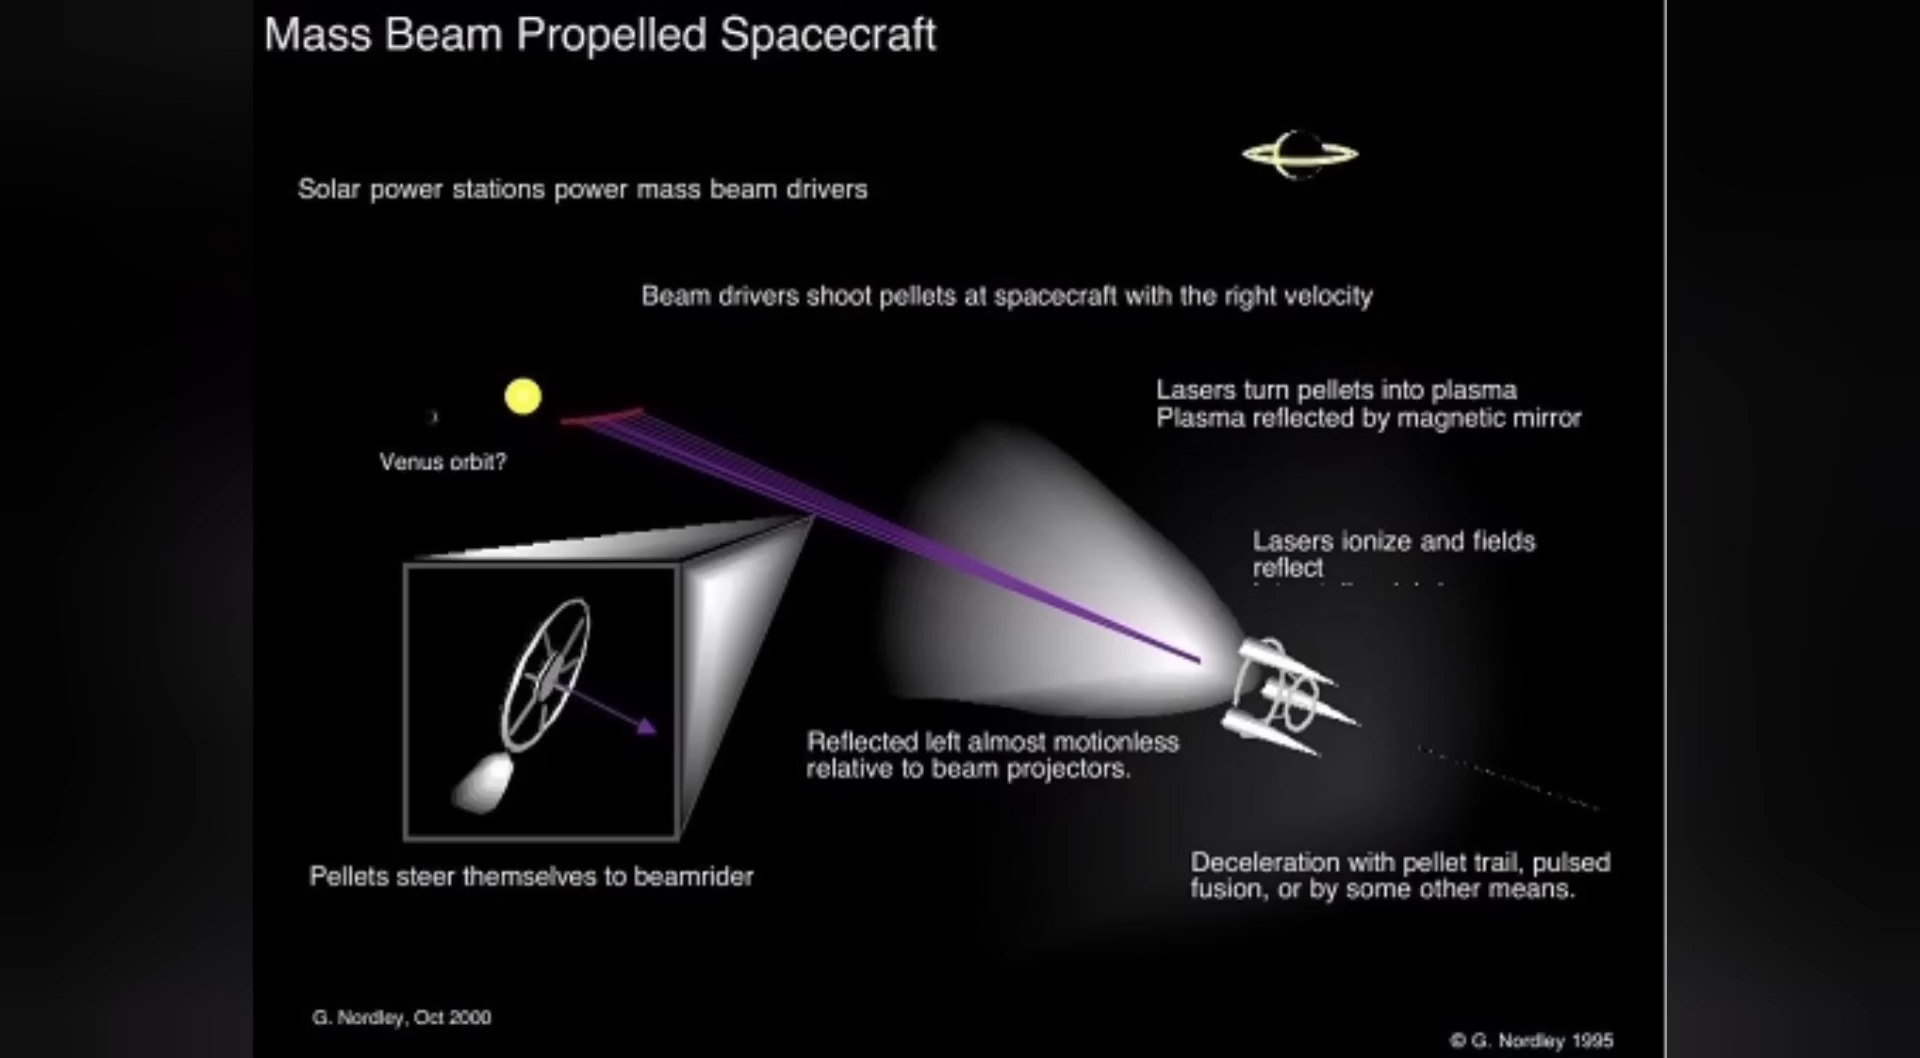 Mass Beam Propelled Spacecraft
Solar power stations power mass beam drivers
Beam drivers shoot pellets at spacecraft with the right velocity
Lasers turn pellets into plasma
Plasma reflected by magnetic mirror
Venus orbit?
Lasers ionize and fields
reflect
Reflected left almost motionless
relative to beam projectors.
Pellets steer themselves to beamrider
Deceleration with pellet trail, pulsed
fusion, or by some other means.
G. Nordley, Oct 2000
© G. Nordley 1995